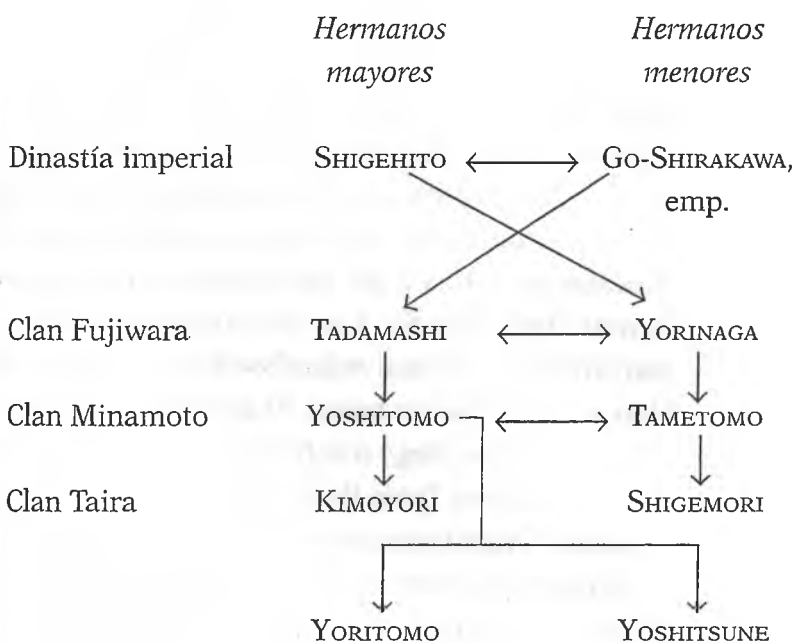 Hermanos Hermanos
mayores menores
Dinastía imperial SHIGEHITO GO-SHIRAKAWA,
emp.
Clan Fujiwara TADAMASHI YORINAGA
Clan Minamoto YOSHITOMO TAMETOMO
Clan Taira KIMOYORI SHIGEMORI
YORITOMO YOSHITSUNE